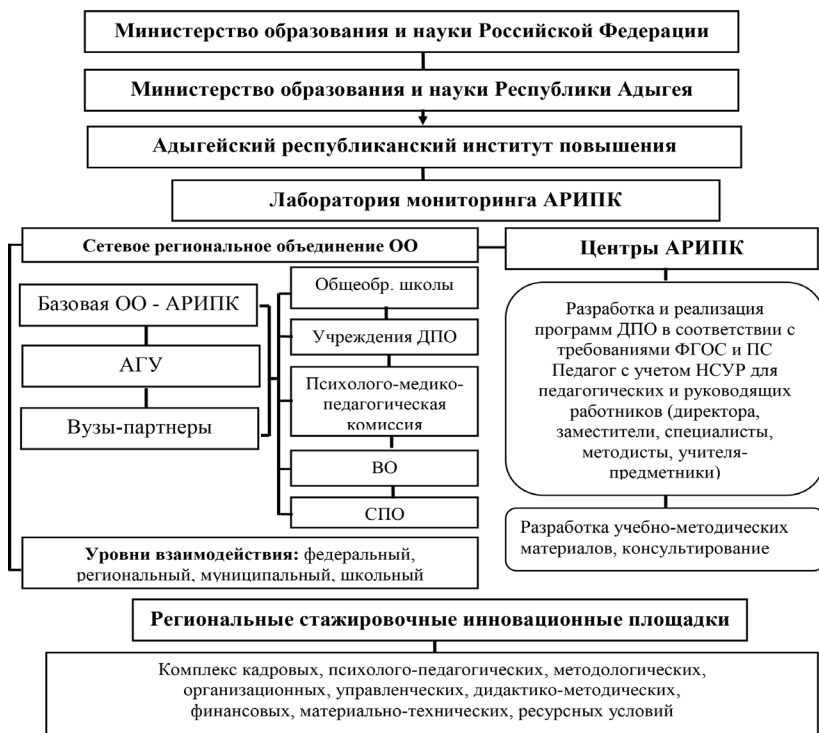 Министерство образования и науки Российской Федерации
Министерство образования и науки Республики Адыгея
Адыгейский республиканский институт повышения
Лаборатория мониторинга АРИПК
Сетевое региональное объединение ОО
Центры АРИПК
Базовая ОО - АРИПК
АГУ
Вузы-партнеры
Общеобр. школы
Учреждения ДПО
Психолого-медико-
педагогическая
комиссия
ВО
СПО
Разработка и реализация
программ ДПО в соответствии с
требованиями ФГОС и ПС
Педагог с учетом НСУР для
педагогических и руководящих
работников (директора,
заместители, специалисты,
методисты, учителя-
предметники)
Разработка учебно-методических
материалов, консультирование
Уровни взаимодействия: федеральный,
региональный, муниципальный, школьный
Региональные стажировочные инновационные площадки
Комплекс кадровых, психолого-педагогических, методологических,
организационных, управленческих, дидактико-методических,
финансовых, материально-технических, ресурсных условий